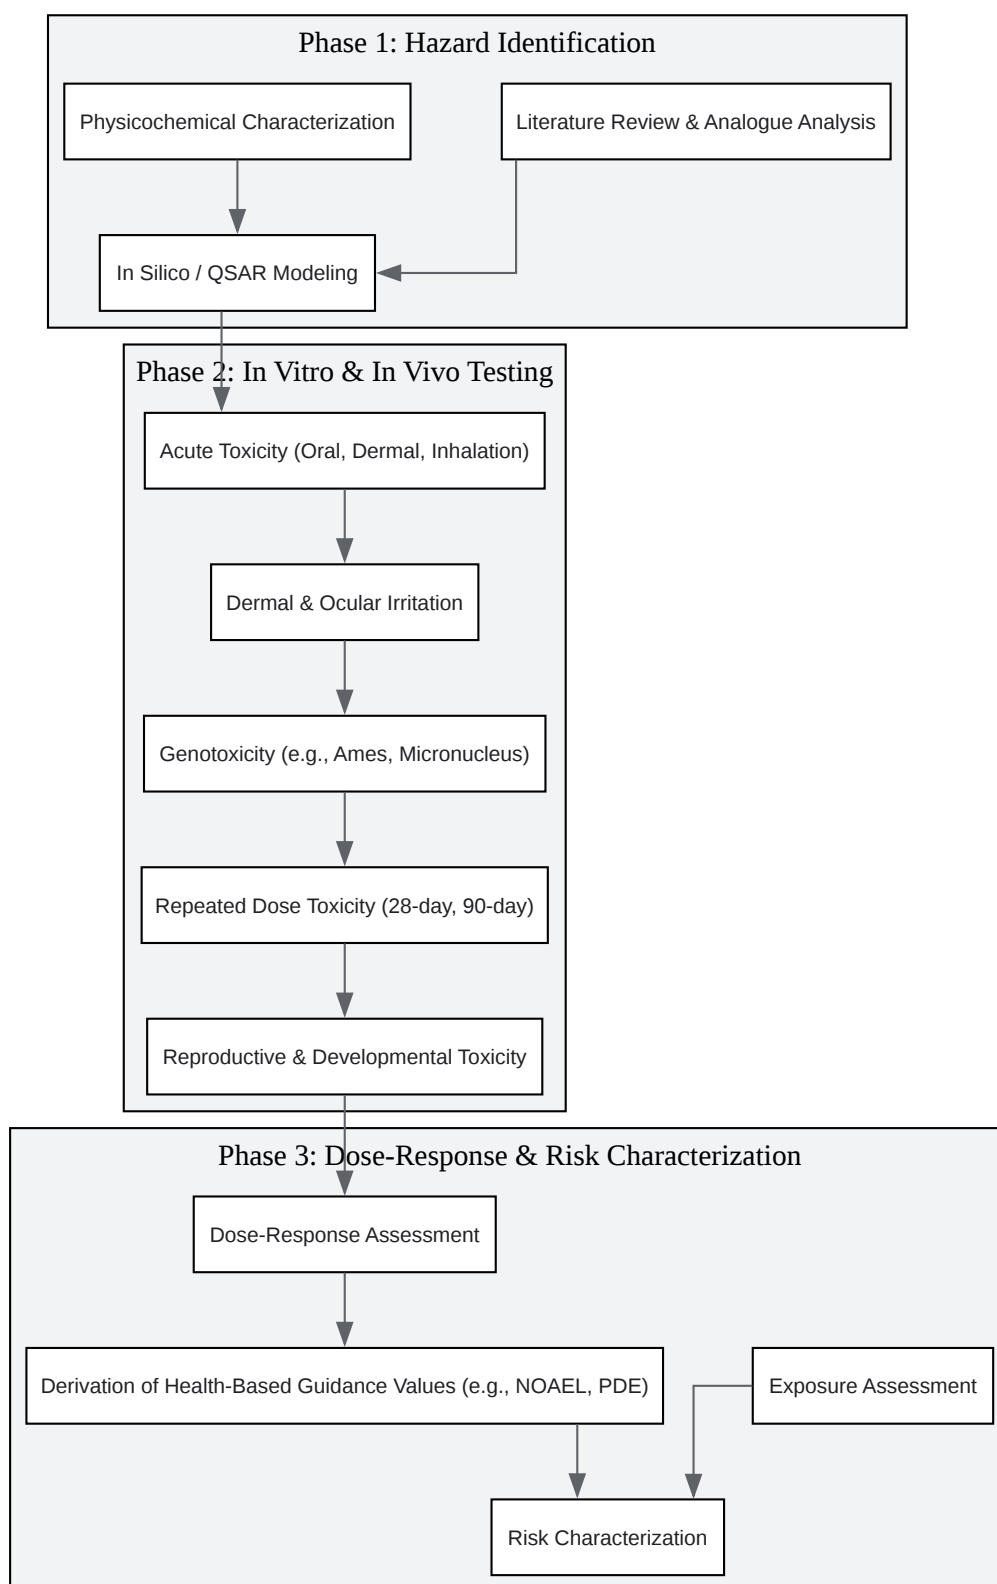 Phase 1: Hazard Identification
Physicochemical Characterization
Literature Review & Analogue Analysis
In Silico / QSAR Modeling
Phase 2: In Vitro & In Vivo Testing
Acute Toxicity (Oral, Dermal, Inhalation)
Dermal & Ocular Irritation
Genotoxicity (e.g., Ames, Micronucleus)
Repeated Dose Toxicity (28-day, 90-day)
Reproductive & Developmental Toxicity
Phase 3: Dose-Response & Risk Characterization
Dose-Response Assessment
Derivation of Health-Based Guidance Values (e.g., NOAEL, PDE)
Exposure Assessment
Risk Characterization